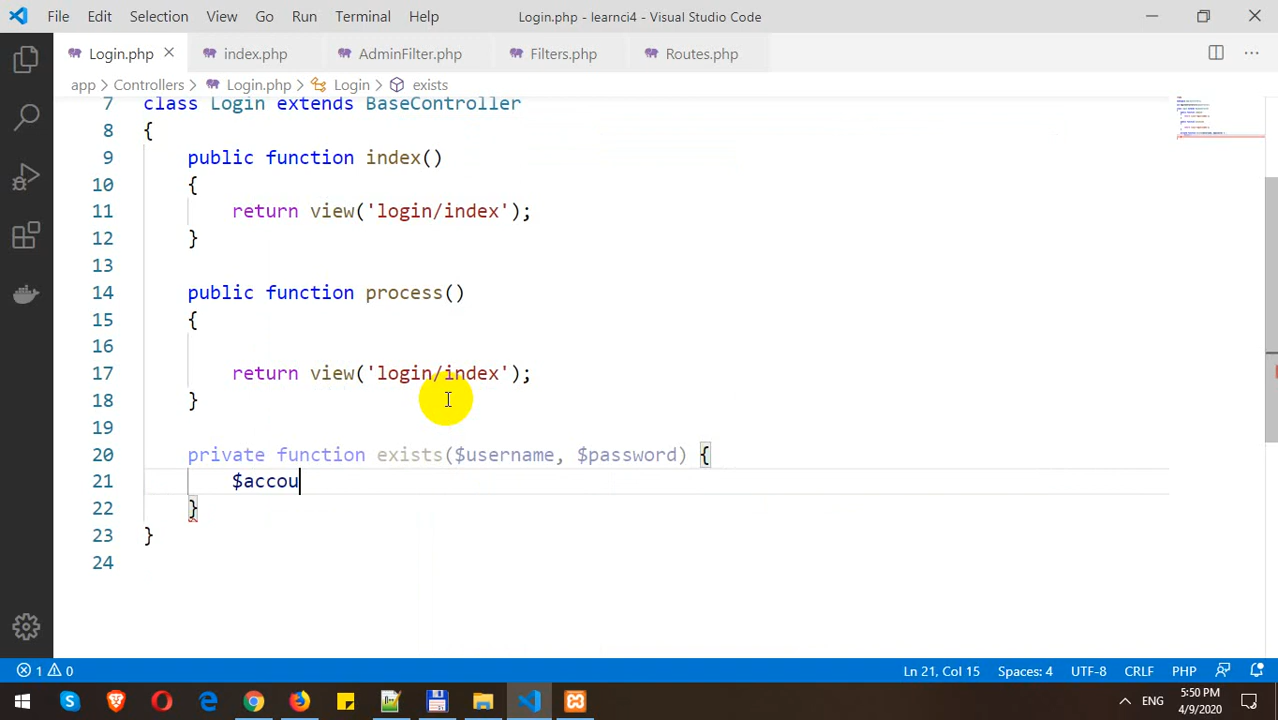 File Edit Selection View Go Run Terminal Help Login.php - learnci4 - Visual Studio Code
Login.php index.php AdminFilter.php Filters.php Routes.php
app > Controllers > Login.php > Login > exists
7 class Login extends BaseController
8 {
9 public function index()
10 {
11 return view('login/index');
12 }
13
14 public function process()
15 {
16
17 return view('login/index');
18 }
19
20 private function exists($username, $password) {
21 $accou
22 }
23 }
24
1 0 Ln 21, Col 15 Spaces: 4 UTF-8 CRLF PHP
ENG 5:50 PM
4/9/2020